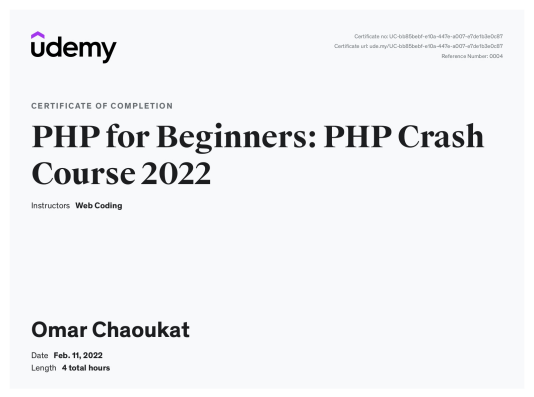 udemy
Certificate no: UC-bb85bebf-e10a-447e-a007-e7de1b3e0c87
Certificate url: ude.my/UC-bb85bebf-e10a-447e-a007-e7de1b3e0c87
Reference Number: 0004
CERTIFICATE OF COMPLETION
PHP for Beginners: PHP Crash
Course 2022
Instructors Web Coding
Omar Chaoukat
Date Feb. 11, 2022
Length 4 total hours